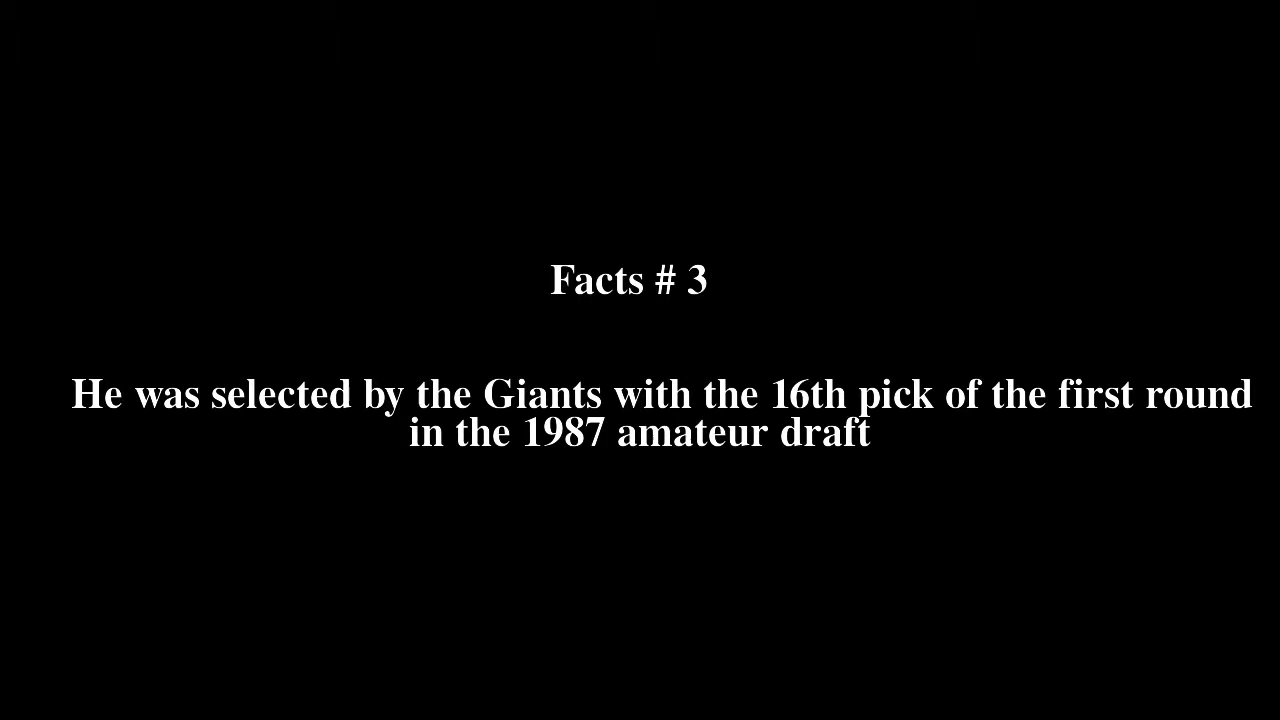 Facts # 3
He was selected by the Giants with the 16th pick of the first round
in the 1987 amateur draft